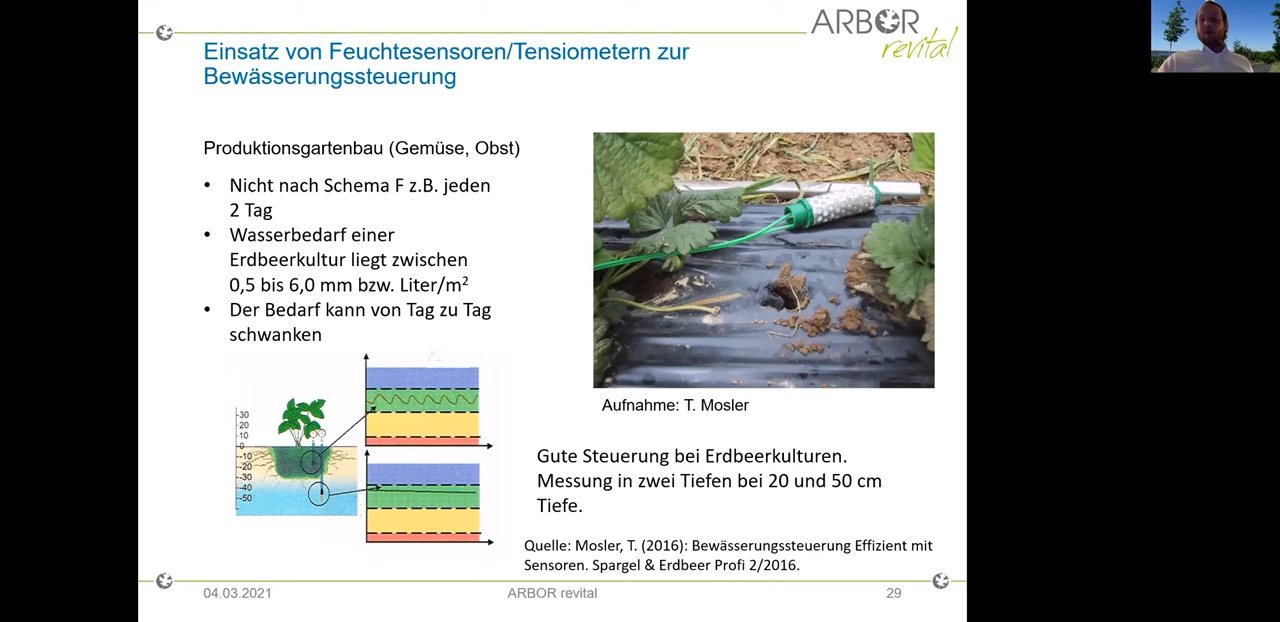 ARBOR
revital
Einsatz von Feuchtesensoren/Tensiometern zur
Bewässerungssteuerung
Produktionsgartenbau (Gemüse, Obst)
• Nicht nach Schema F z.B. jeden
2 Tag
• Wasserbedarf einer
Erdbeerkultur liegt zwischen
0,5 bis 6,0 mm bzw. Liter/m²
• Der Bedarf kann von Tag zu Tag
schwanken
30
20
10
0
-10
-20
-30
-40
-50
Aufnahme: T. Mosler
Gute Steuerung bei Erdbeerkulturen.
Messung in zwei Tiefen bei 20 und 50 cm
Tiefe.
Quelle: Mosler, T. (2016): Bewässerungssteuerung Effizient mit
Sensoren. Spargel & Erdbeer Profi 2/2016.
04.03.2021
ARBOR revital
29